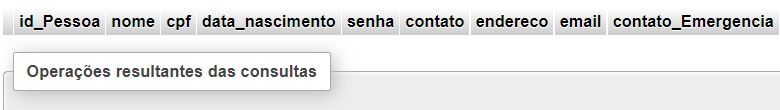 id_Pessoa nome cpf data_nascimento senha contato endereco email contato_Emergencia
Operações resultantes das consultas